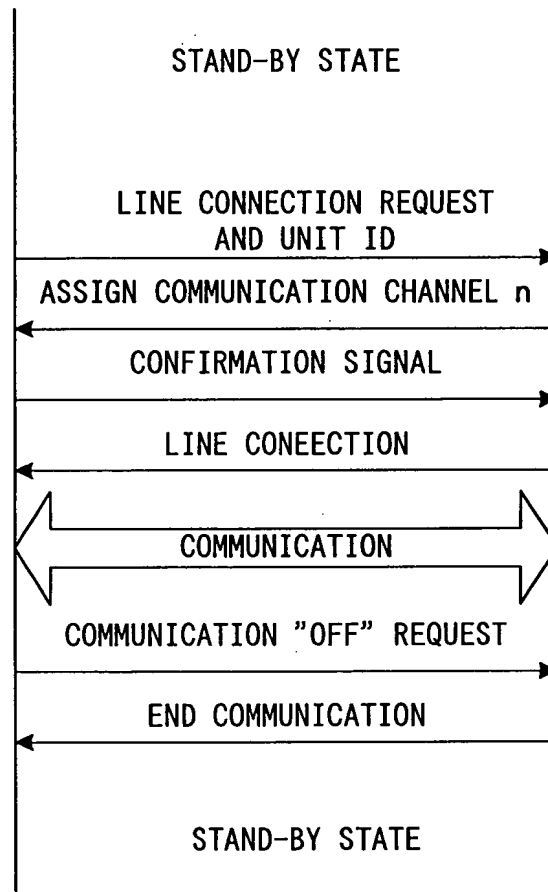 STAND-BY STATE
LINE CONNECTION REQUEST
AND UNIT ID
ASSIGN COMMUNICATION CHANNEL n
CONFIRMATION SIGNAL
LINE CONEECTION
COMMUNICATION
COMMUNICATION "OFF" REQUEST
END COMMUNICATION
STAND-BY STATE